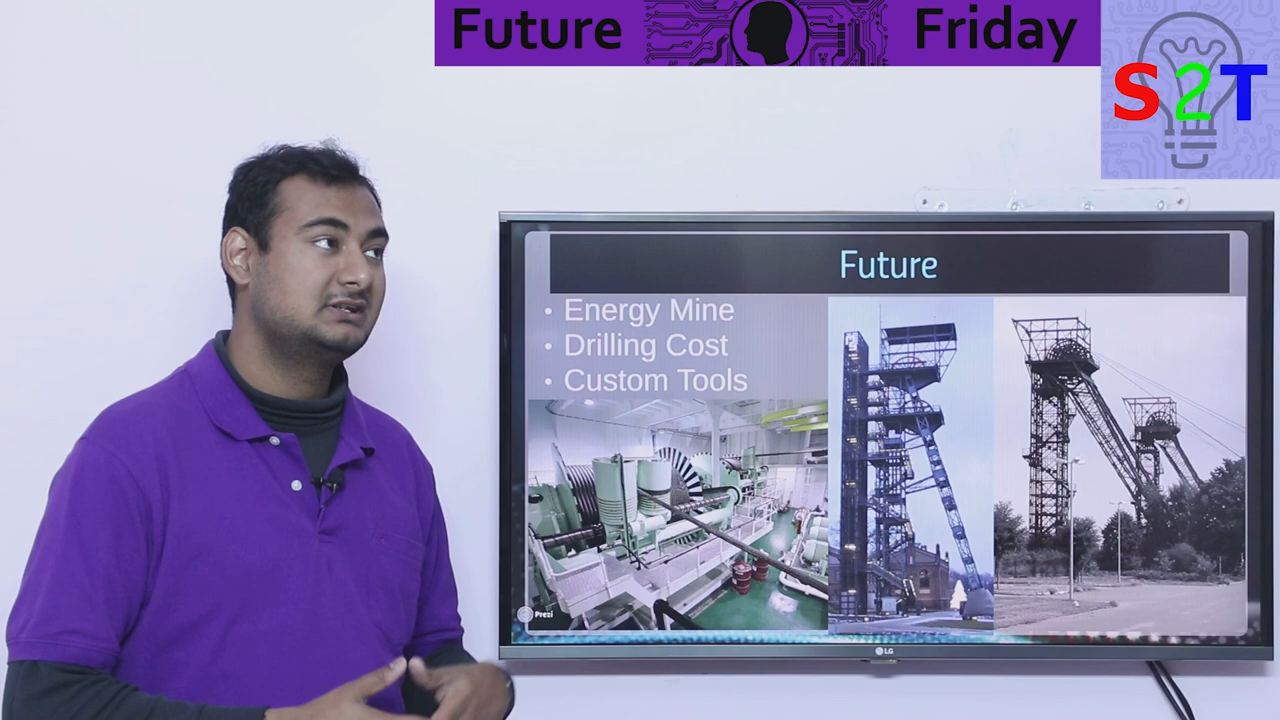 Future Friday
S2T
Future
• Energy Mine
• Drilling Cost
• Custom Tools
Prezi
LG